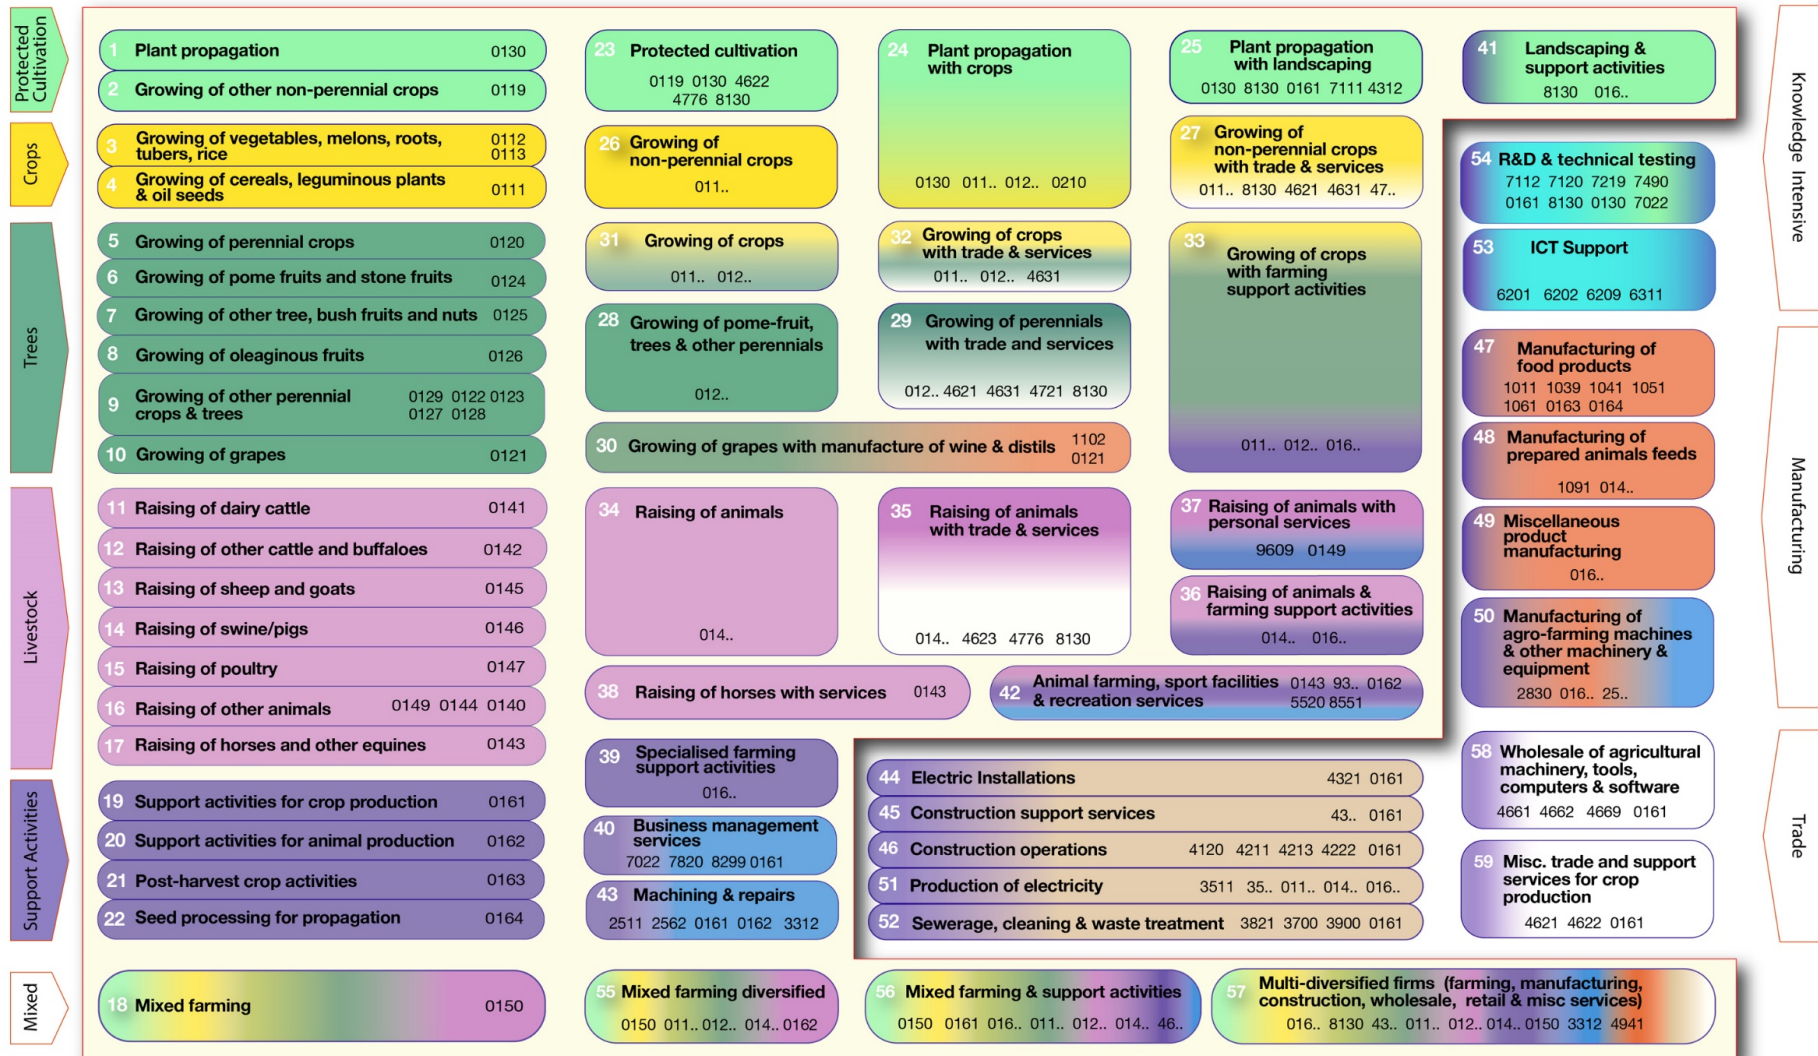 Protected
Cultivation
1 Plant propagation 0130
2 Growing of other non-perennial crops 0119
23 Protected cultivation
0119 0130 4622
4776 8130
24 Plant propagation
with crops
0130 011.. 012.. 0210
25 Plant propagation
with landscaping
0130 8130 0161 7111 4312
41 Landscaping &
support activities
8130 016..
Knowledge Intensive
Crops
3 Growing of vegetables, melons, roots, 0112
tubers, rice 0113
4 Growing of cereals, leguminous plants
& oil seeds 0111
26 Growing of
non-perennial crops
011..
27 Growing of
non-perennial crops
with trade & services
011.. 8130 4621 4631 47..
54 R&D & technical testing
7112 7120 7219 7490
0161 8130 0130 7022
53 ICT Support
6201 6202 6209 6311
Trees
5 Growing of perennial crops 0120
6 Growing of pome fruits and stone fruits 0124
7 Growing of other tree, bush fruits and nuts 0125
8 Growing of oleaginous fruits 0126
9 Growing of other perennial 0129 0122 0123
crops & trees 0127 0128
10 Growing of grapes 0121
31 Growing of crops
011.. 012..
32 Growing of crops
with trade & services
011.. 012.. 4631
33 Growing of crops
with farming
support activities
011.. 012.. 016..
28 Growing of pome-fruit,
trees & other perennials
012..
29 Growing of perennials
with trade and services
012.. 4621 4631 4721 8130
30 Growing of grapes with manufacture of wine & distils 1102
0121
47 Manufacturing of
food products
1011 1039 1041 1051
1061 0163 0164
48 Manufacturing of
prepared animals feeds
1091 014..
49 Miscellaneous
product
manufacturing
016..
50 Manufacturing of
agro-farming machines
& other machinery &
equipment
2830 016.. 25..
Manufacturing
Livestock
11 Raising of dairy cattle 0141
12 Raising of other cattle and buffaloes 0142
13 Raising of sheep and goats 0145
14 Raising of swine/pigs 0146
15 Raising of poultry 0147
16 Raising of other animals 0149 0144 0140
17 Raising of horses and other equines 0143
34 Raising of animals
014..
35 Raising of animals
with trade & services
014.. 4623 4776 8130
37 Raising of animals with
personal services
9609 0149
36 Raising of animals &
farming support activities
014.. 016..
38 Raising of horses with services 0143
42 Animal farming, sport facilities 0143 93.. 0162
& recreation services 5520 8551
Support Activities
19 Support activities for crop production 0161
20 Support activities for animal production 0162
21 Post-harvest crop activities 0163
22 Seed processing for propagation 0164
39 Specialised farming
support activities
016..
40 Business management
services
7022 7820 8299 0161
43 Machining & repairs
2511 2562 0161 0162 3312
44 Electric Installations 4321 0161
45 Construction support services 43.. 0161
46 Construction operations 4120 4211 4213 4222 0161
51 Production of electricity 3511 35.. 011.. 014.. 016..
52 Sewerage, cleaning & waste treatment 3821 3700 3900 0161
58 Wholesale of agricultural
machinery, tools,
computers & software
4661 4662 4669 0161
59 Misc. trade and support
services for crop
production
4621 4622 0161
Trade
Mixed
18 Mixed farming 0150
55 Mixed farming diversified
0150 011.. 012.. 014.. 0162
56 Mixed farming & support activities
0150 0161 016.. 011.. 012.. 014.. 46..
57 Multi-diversified firms (farming, manufacturing,
construction, wholesale, retail & misc services)
016.. 8130 43.. 011.. 012.. 014.. 0150 3312 4941